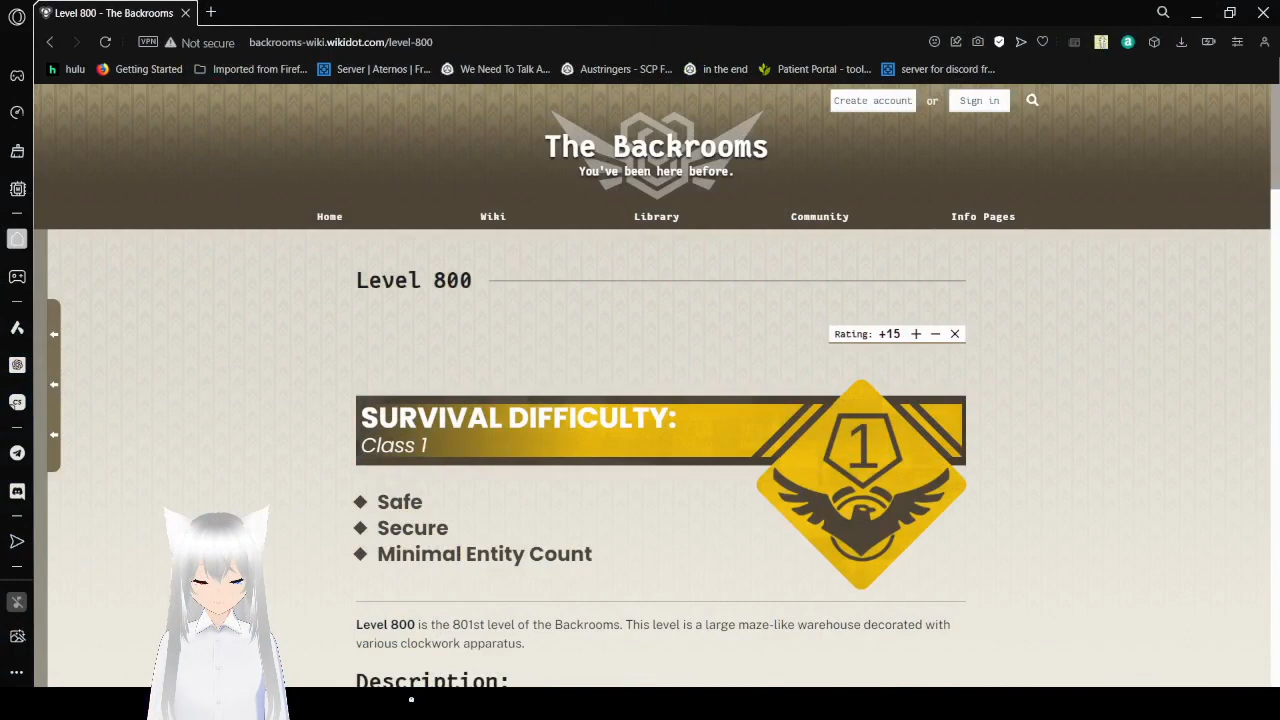 Level 800 - The Backrooms
VPN
Not secure
backrooms-wiki.wikidot.com/level-800
hulu
Getting Started
Imported from Firef...
Server | Aternos | Fr...
We Need To Talk A...
Austringers - SCP F...
in the end
Patient Portal - tool...
server for discord fr...
Create account or Sign in
The Backrooms
You've been here before.
Home Wiki Library Community Info Pages
Level 800
Rating: +15 + − X
SURVIVAL DIFFICULTY:
Class 1
1
Safe
Secure
Minimal Entity Count
Level 800 is the 801st level of the Backrooms. This level is a large maze-like warehouse decorated with
various clockwork apparatus.
Description: